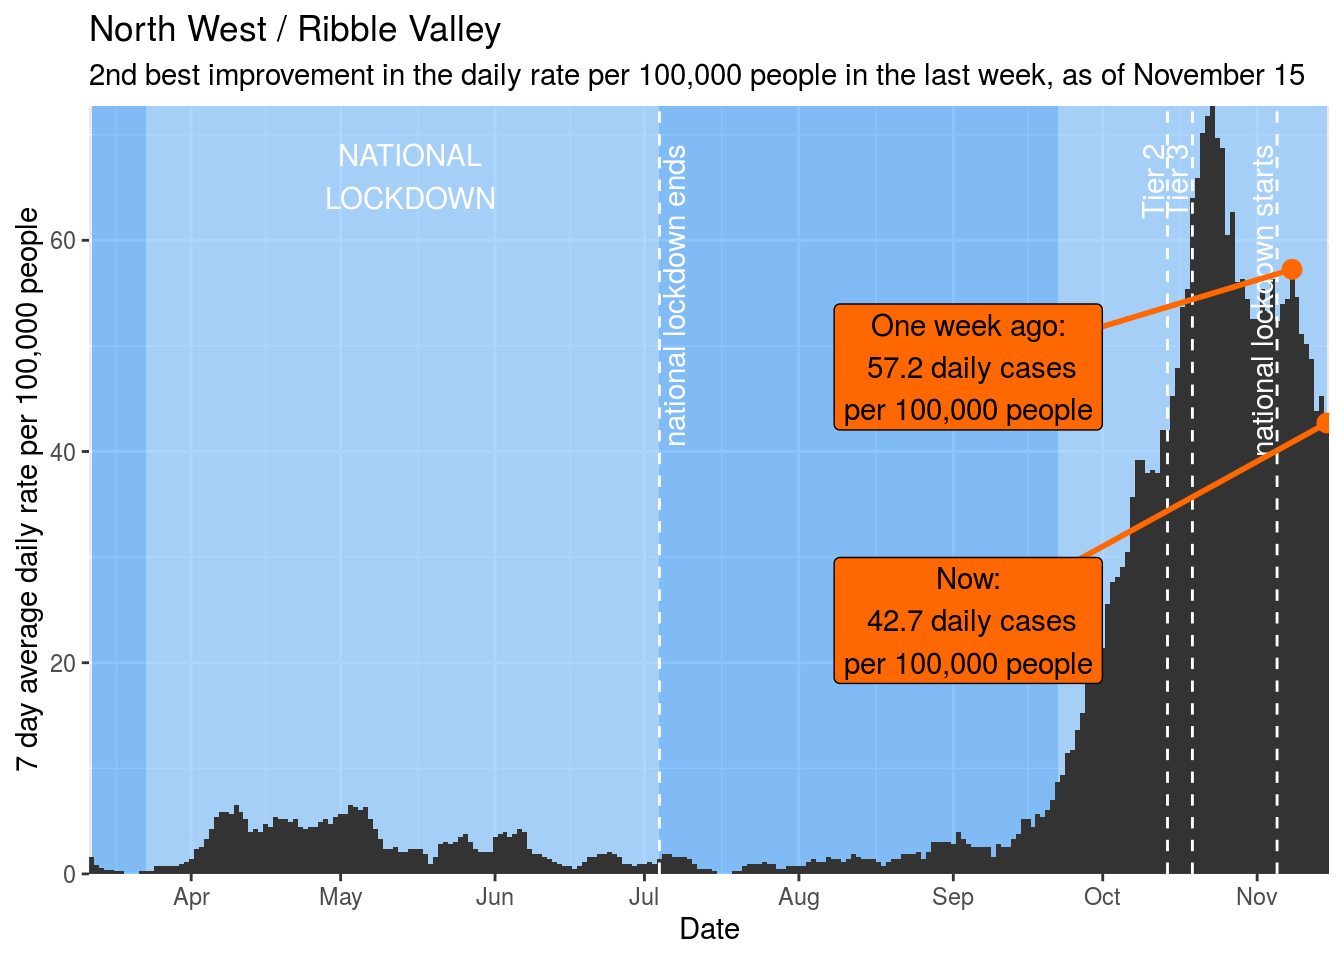 North West / Ribble Valley
2nd best improvement in the daily rate per 100,000 people in the last week, as of November 15
7 day average daily rate per 100,000 people
60
40
20
0
NATIONAL
LOCKDOWN
national lockdown ends
Tier 2
Tier 3
national lockdown starts
One week ago:
57.2 daily cases
per 100,000 people
Now:
42.7 daily cases
per 100,000 people
Apr
May
Jun
Jul
Aug
Sep
Oct
Nov
Date